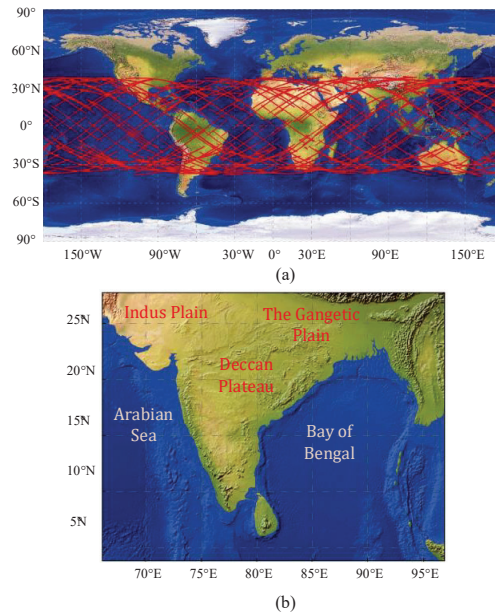 90°
60°N
30°N
0°
30°S
60°S
90°
150°W 90°W 30°W 0° 30°E 90°E 150°E
(a)
25N
20°N
15N
10°N
5N
Indus Plain
The Gangetic
Plain
Deccan
Plateau
Arabian
Sea
Bay of
Bengal
70°E 75°E 80°E 85°E 90°E 95°E
(b)